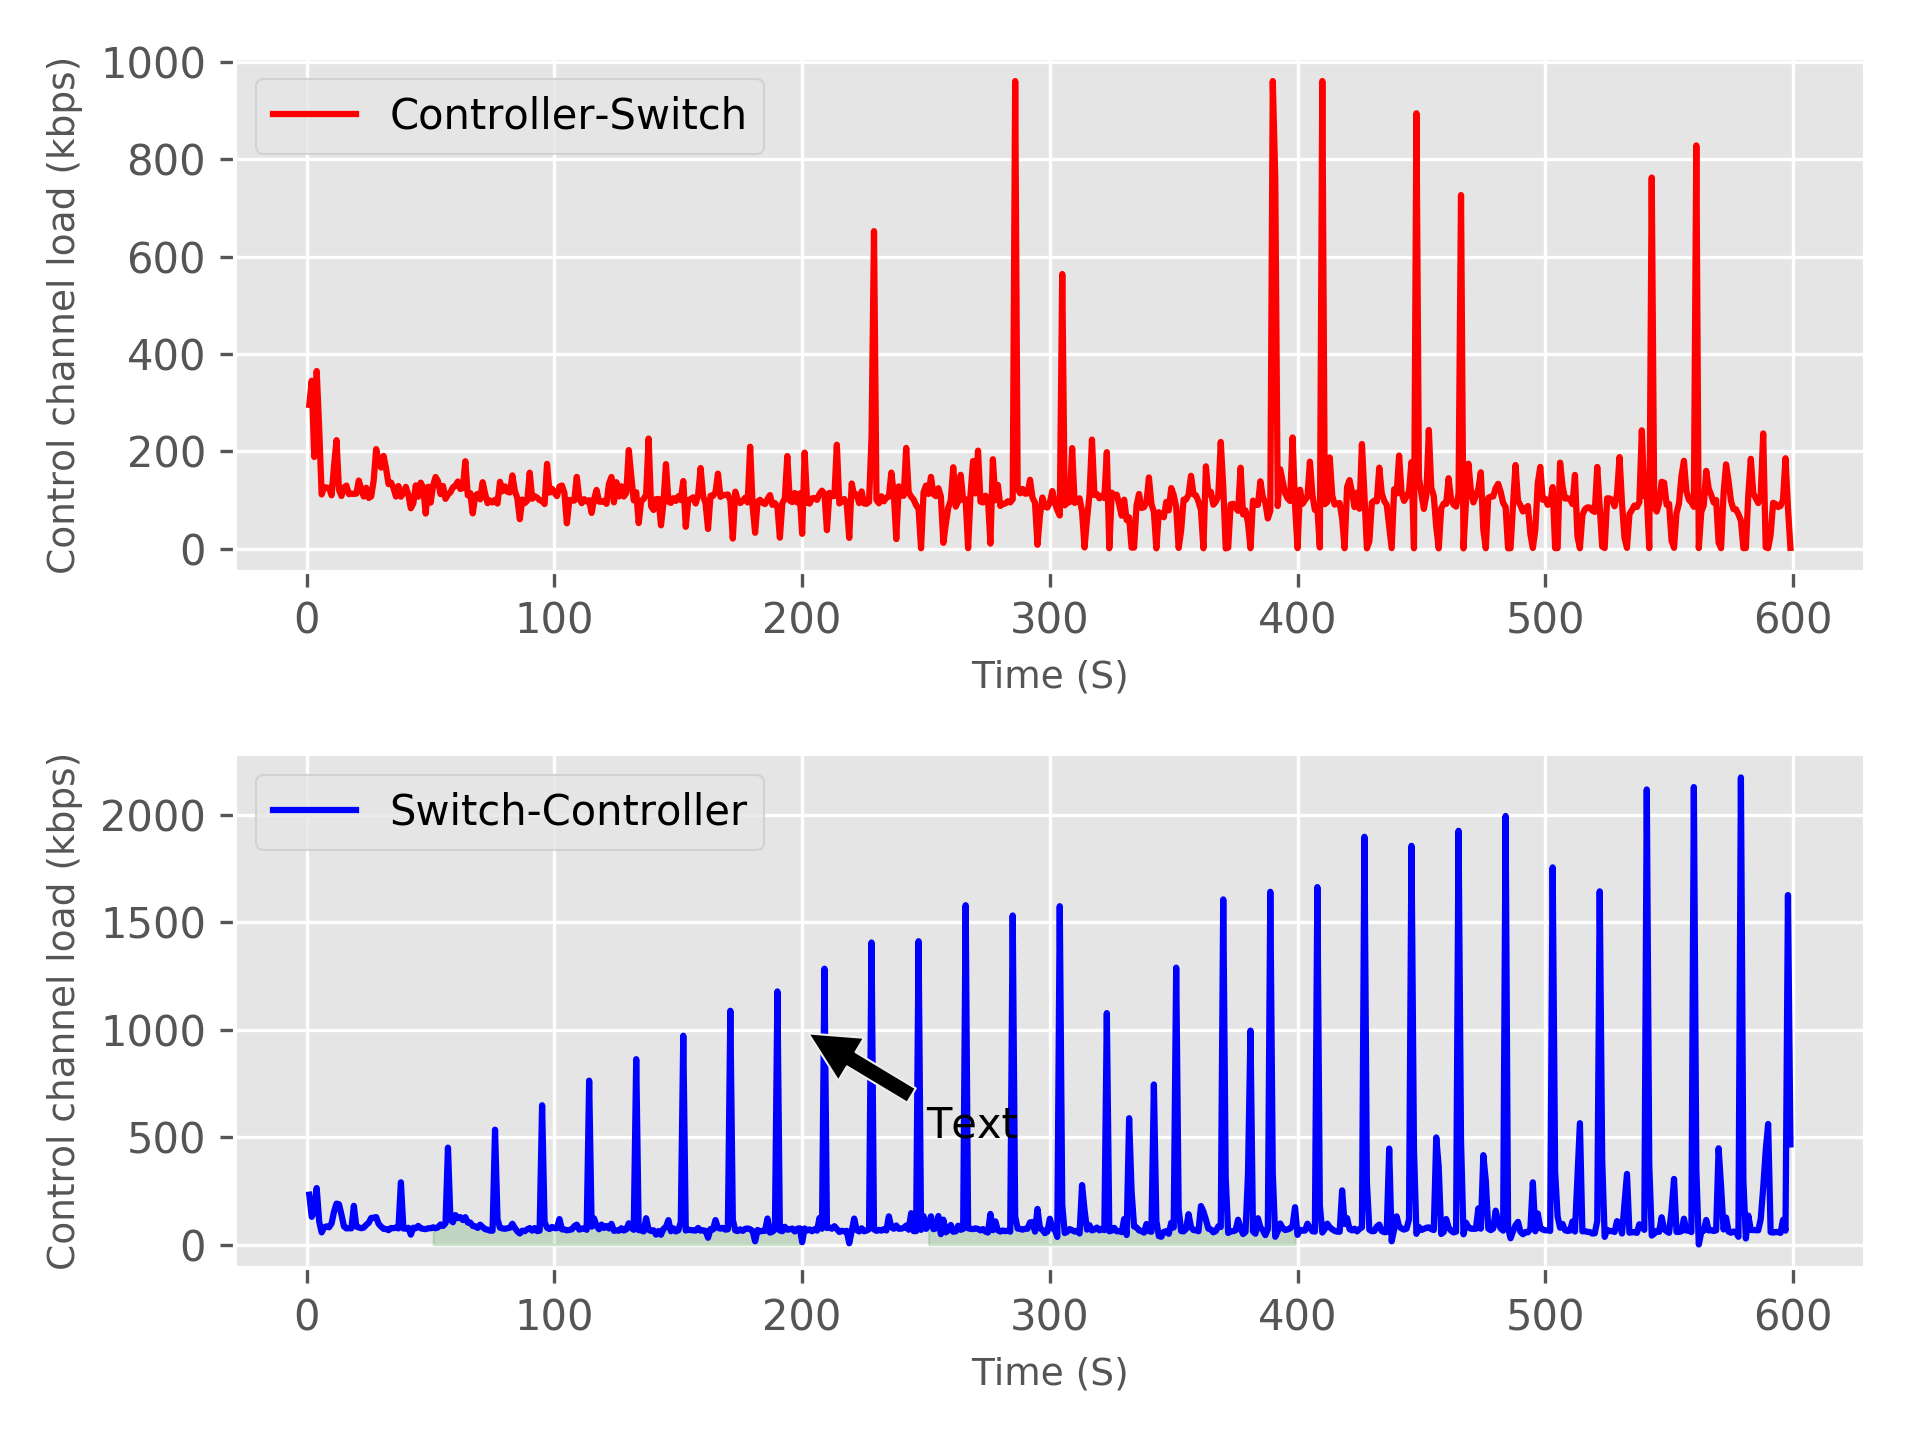 Control channel load (kbps)
1000
800
600
400
200
0
Controller-Switch
0 100 200 300 400 500 600
Time (S)
Control channel load (kbps)
2000
1500
1000
500
0
Switch-Controller
Text
0 100 200 300 400 500 600
Time (S)